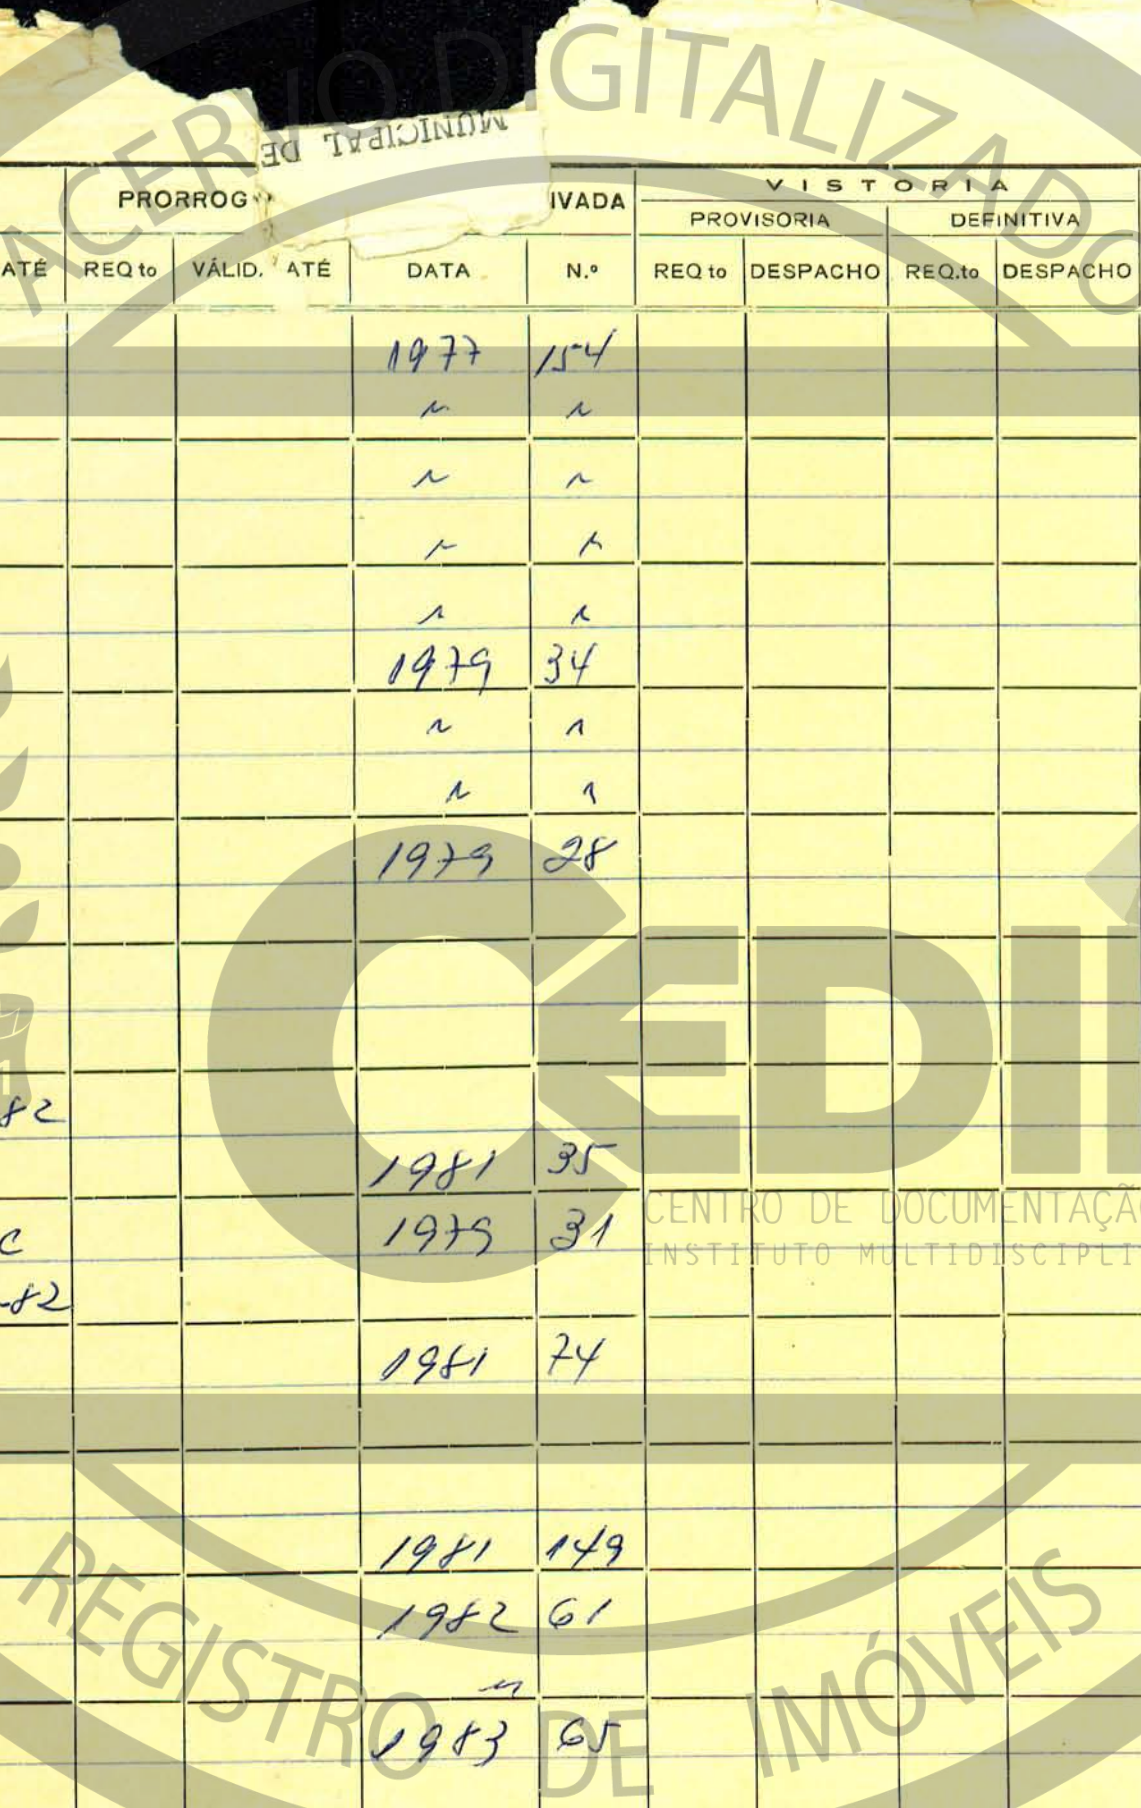 ACERVO DIGITALIZADO
MUNICIPAL DE
PRORROG IVADA VISTORIA
PROVISORIA DEFINITIVA
ATÉ REQ to VÁLID. ATÉ DATA N.º REQ to DESPACHO REQ.to DESPACHO
1977 154
" "
" "
" "
" "
1979 34
" "
" "
1979 28
CEDI
82
1981 35
CENTRO DE DOCUMENTAÇÃO
C 1979 31
INSTITUTO MULTIDISCIPLI
-82
1981 74
1981 149
1982 61
"
1983 65
REGISTRO DE IMÓVEIS